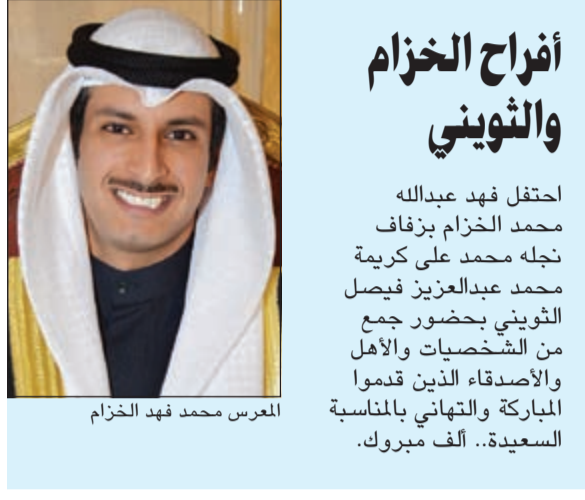 أفراح الخزام
والثويني
احتفل فهد عبدالله
محمد الخزام بزفاف
نجله محمد على كريمة
محمد عبدالعزيز فيصل
الثويني بحضور جمع
من الشخصيات والأهل
والأصدقاء الذين قدموا
المباركة والتهاني بالمناسبة
السعيدة.. ألف مبروك.
المعرس محمد فهد الخزام